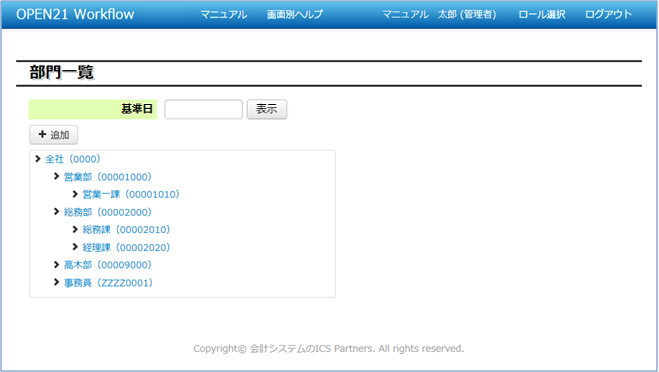 OPEN21 Workflow マニュアル 画面別ヘルプ マニュアル 太郎 (管理者) ロール選択 ログアウト
部門一覧
基準日 表示
+ 追加
全社（0000）
営業部（00001000）
営業一課（00001010）
総務部（00002000）
総務課（00002010）
経理課（00002020）
高木部（00009000）
事務員（ZZZZ0001）
Copyright© 会計システムのICS Partners. All rights reserved.